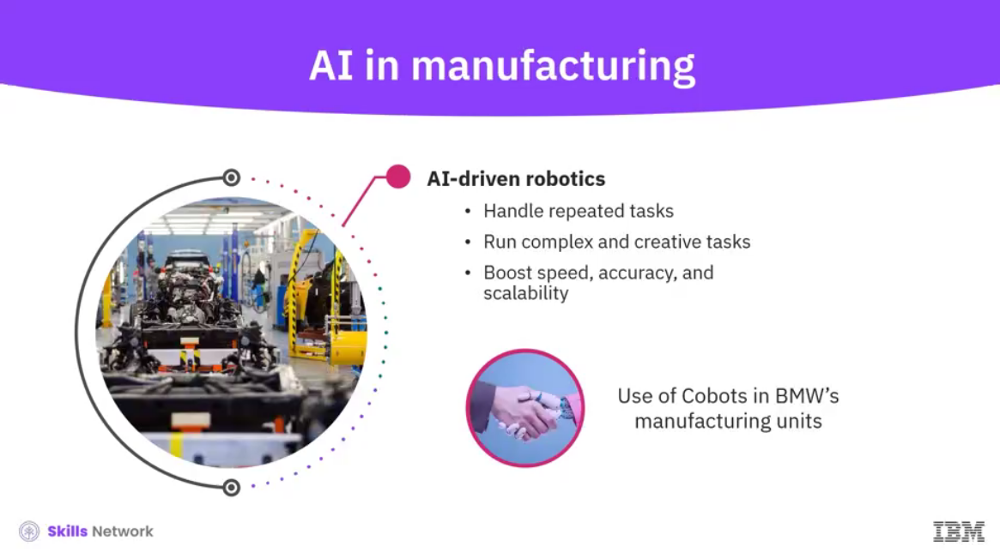 AI in manufacturing
AI-driven robotics
• Handle repeated tasks
• Run complex and creative tasks
• Boost speed, accuracy, and
scalability
Use of Cobots in BMW’s
manufacturing units
Skills Network
IBM